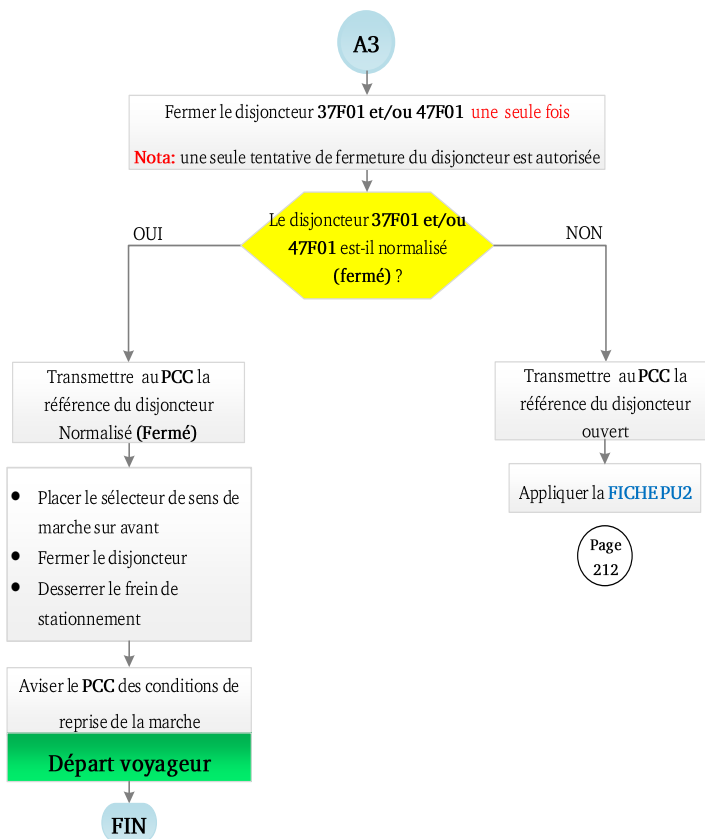 A3
Fermer le disjoncteur 37F01 et/ou 47F01 une seule fois
Nota: une seule tentative de fermeture du disjoncteur est autorisée
Le disjoncteur 37F01 et/ou
47F01 est-il normalisé
(fermé) ?
OUI
NON
Transmettre au PCC la
référence du disjoncteur
Normalisé (Fermé)
Transmettre au PCC la
référence du disjoncteur
ouvert
• Placer le sélecteur de sens de
marche sur avant
• Fermer le disjoncteur
• Desserrer le frein de
stationnement
Appliquer la FICHE PU2
Page
212
Aviser le PCC des conditions de
reprise de la marche
Départ voyageur
FIN